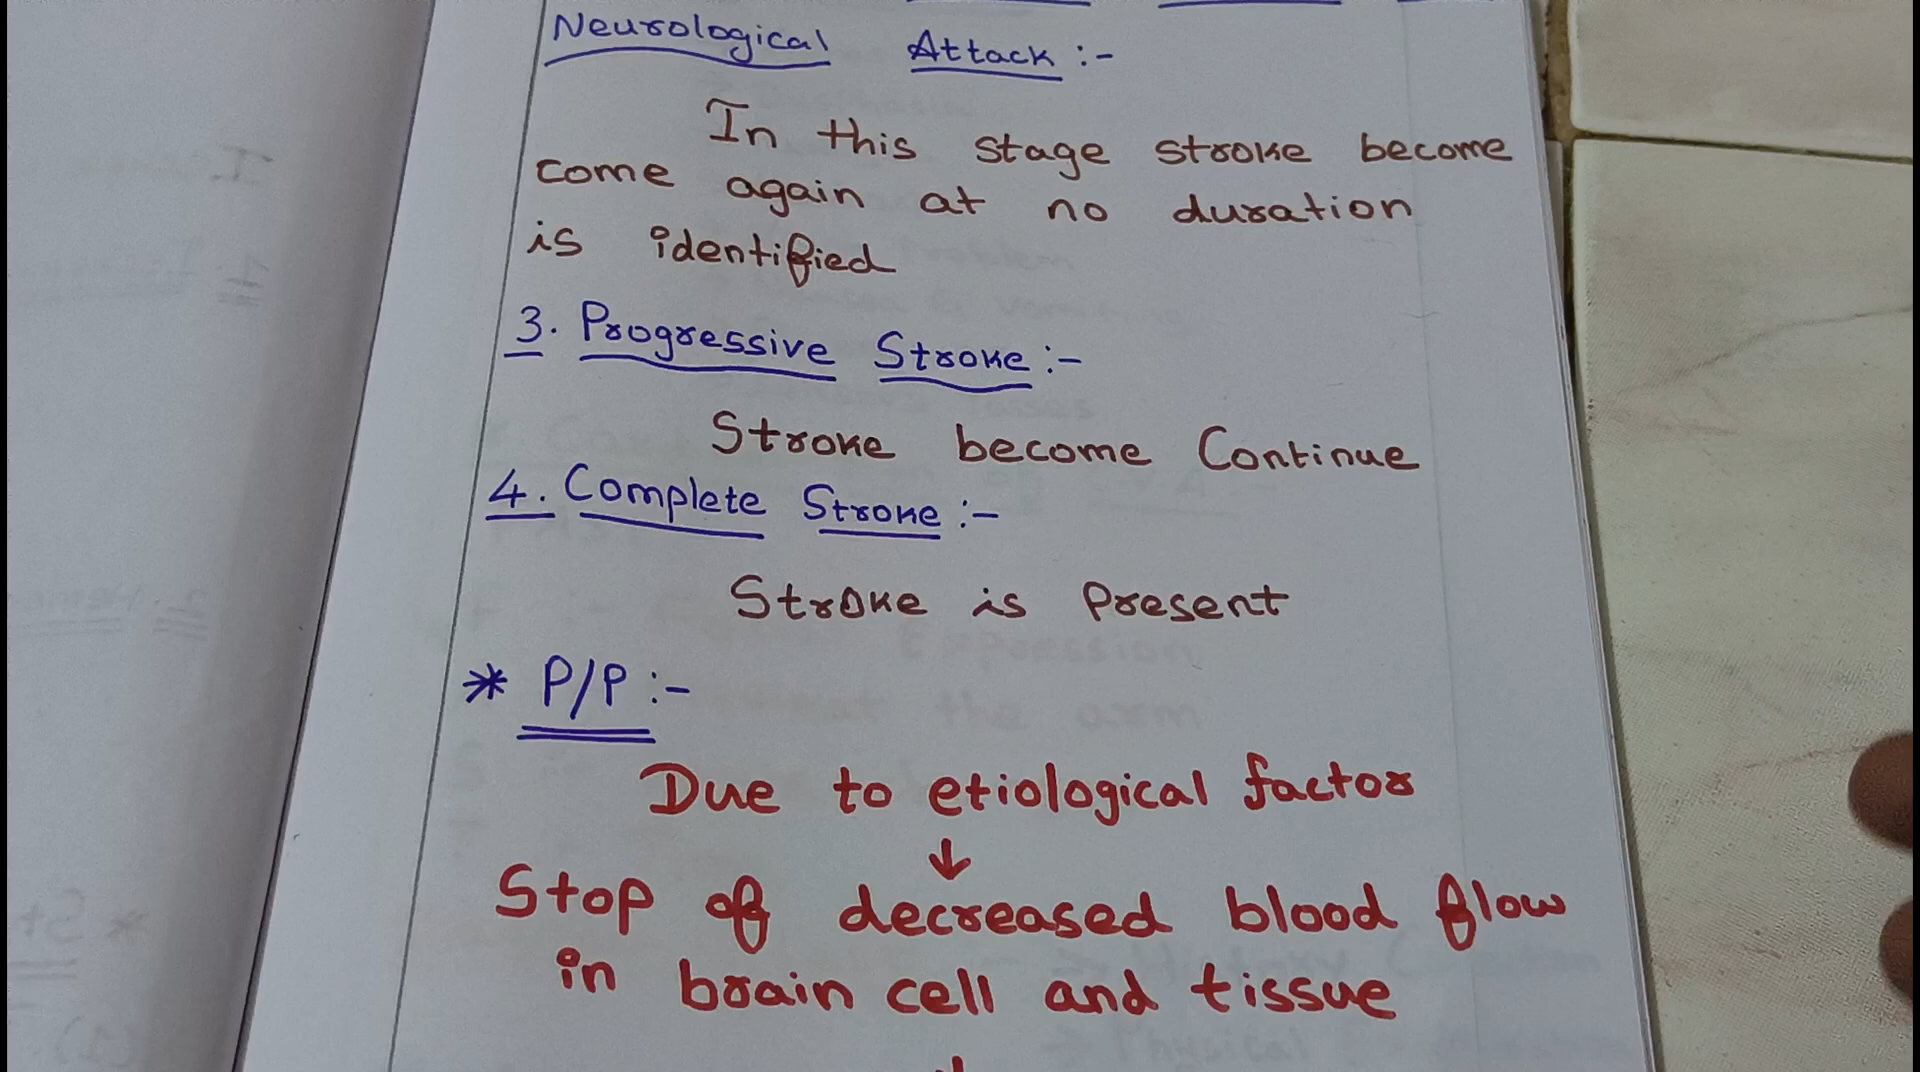 Neurological Attack :-
In this stage stroke become
come again at no duration
is identified
3. Progressive Stroke :-
Stroke become Continue
4. Complete Stroke :-
Stroke is Present
* P/P :-
Due to etiological factor
↓
Stop of decreased blood flow
in brain cell and tissue